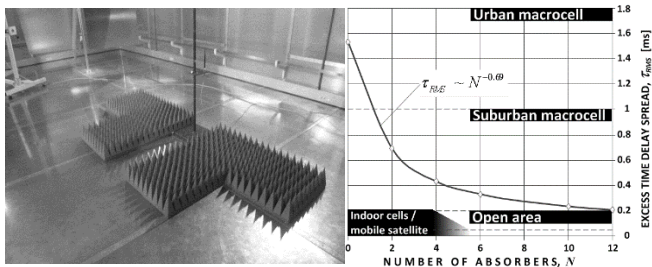 Urban macrocell
τ ~ N
Suburban macrocell
Indoor cells /
mobile satellite
Open area
0 2 4 6 8 10 12
NUMBER OF ABSORBERS, N
1.8
1.6
1.4
1.2
1
0.8
0.6
0.4
0.2
0
EXCESS TIME DELAY SPREAD, τRMS [ms]